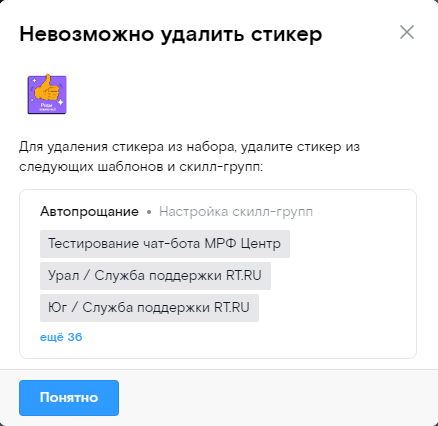 Невозможно удалить стикер
Рады
Для удаления стикера из набора, удалите стикер из
следующих шаблонов и скилл-групп:
Автопрощание • Настройка скилл-групп
Тестирование чат-бота МРФ Центр
Урал / Служба поддержки RT.RU
Юг / Служба поддержки RT.RU
ещё 36
Понятно